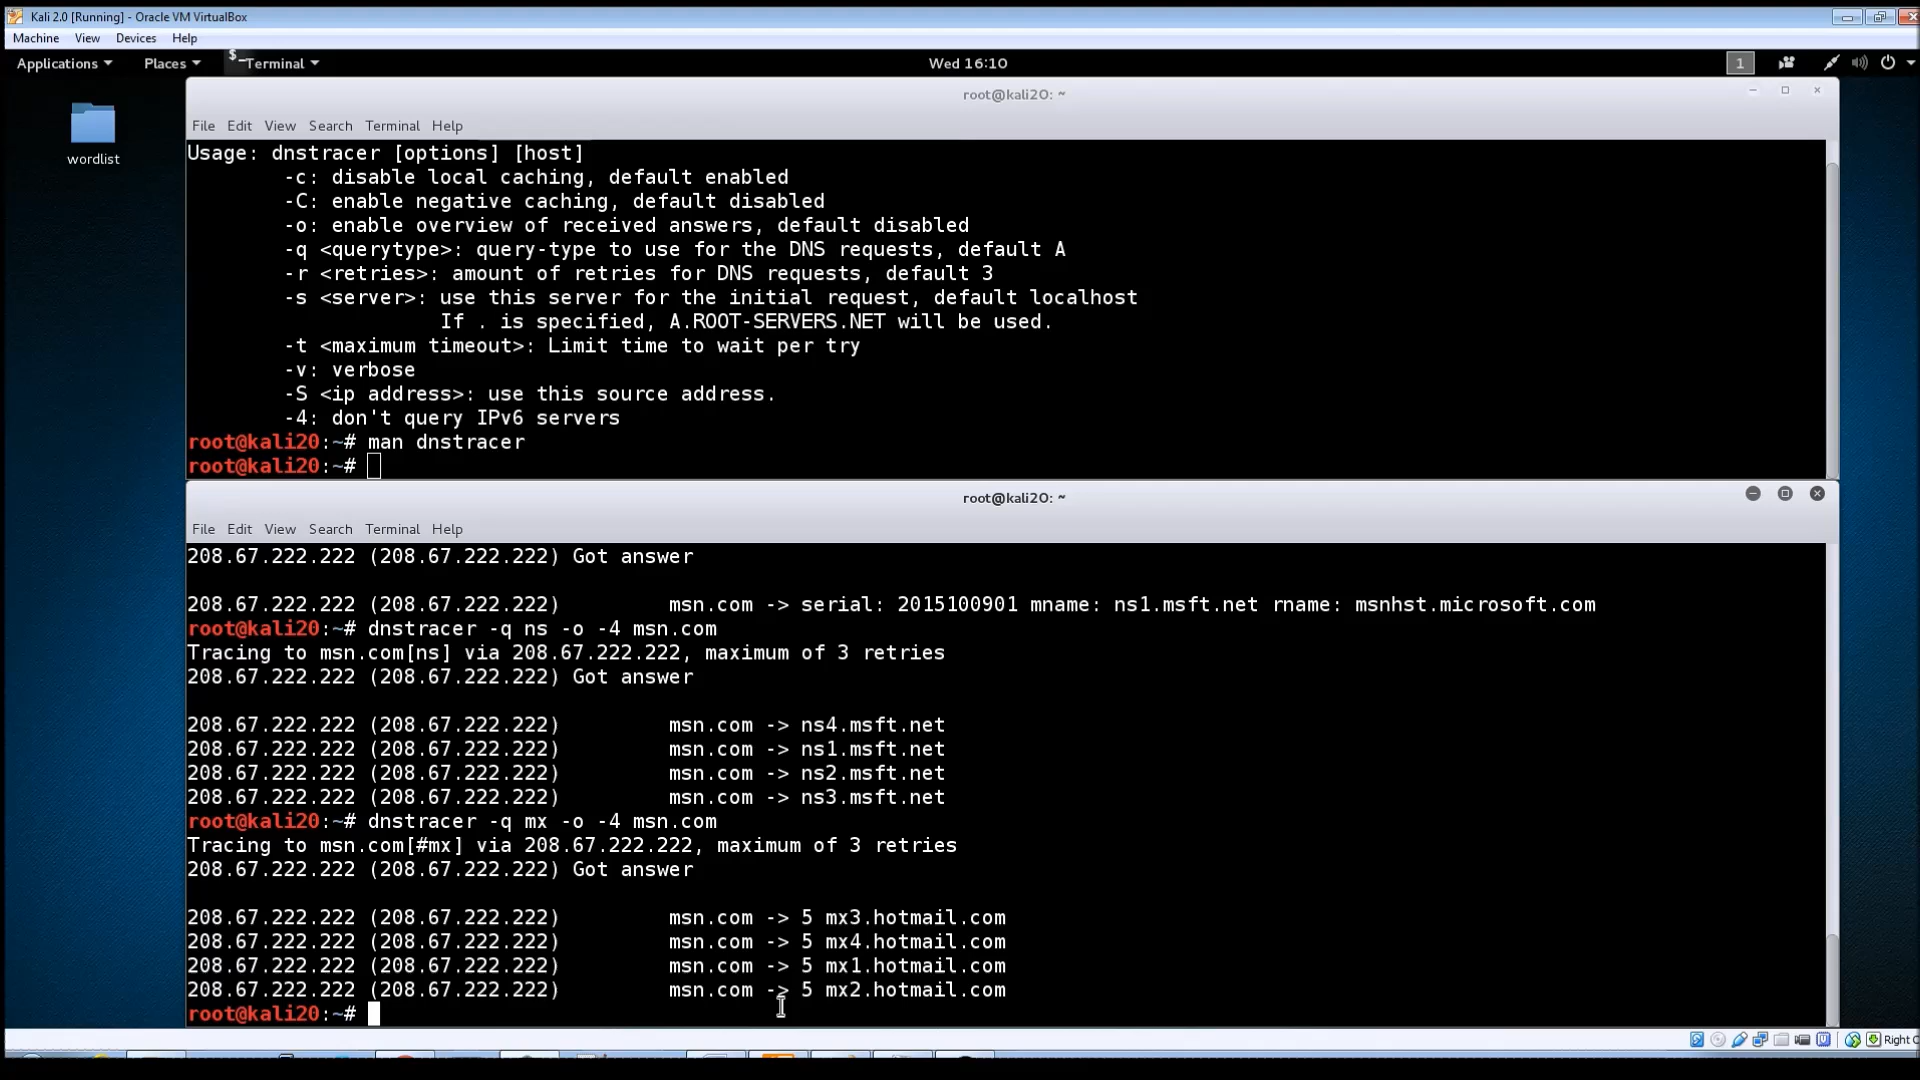 Kali 2.0 [Running] - Oracle VM VirtualBox
Machine View Devices Help
Applications Places Terminal Wed 16:10 1
wordlist
root@kali20: ~
File Edit View Search Terminal Help
Usage: dnstracer [options] [host]
-c: disable local caching, default enabled
-C: enable negative caching, default disabled
-o: enable overview of received answers, default disabled
-q <querytype>: query-type to use for the DNS requests, default A
-r <retries>: amount of retries for DNS requests, default 3
-s <server>: use this server for the initial request, default localhost
If . is specified, A.ROOT-SERVERS.NET will be used.
-t <maximum timeout>: Limit time to wait per try
-v: verbose
-S <ip address>: use this source address.
-4: don't query IPv6 servers
root@kali20:~# man dnstracer
root@kali20:~#
root@kali20: ~
File Edit View Search Terminal Help
208.67.222.222 (208.67.222.222) Got answer
208.67.222.222 (208.67.222.222) msn.com -> serial: 2015100901 mname: ns1.msft.net rname: msnhst.microsoft.com
root@kali20:~# dnstracer -q ns -o -4 msn.com
Tracing to msn.com[ns] via 208.67.222.222, maximum of 3 retries
208.67.222.222 (208.67.222.222) Got answer
208.67.222.222 (208.67.222.222) msn.com -> ns4.msft.net
208.67.222.222 (208.67.222.222) msn.com -> ns1.msft.net
208.67.222.222 (208.67.222.222) msn.com -> ns2.msft.net
208.67.222.222 (208.67.222.222) msn.com -> ns3.msft.net
root@kali20:~# dnstracer -q mx -o -4 msn.com
Tracing to msn.com[#mx] via 208.67.222.222, maximum of 3 retries
208.67.222.222 (208.67.222.222) Got answer
208.67.222.222 (208.67.222.222) msn.com -> 5 mx3.hotmail.com
208.67.222.222 (208.67.222.222) msn.com -> 5 mx4.hotmail.com
208.67.222.222 (208.67.222.222) msn.com -> 5 mx1.hotmail.com
208.67.222.222 (208.67.222.222) msn.com -> 5 mx2.hotmail.com
root@kali20:~#
Right C